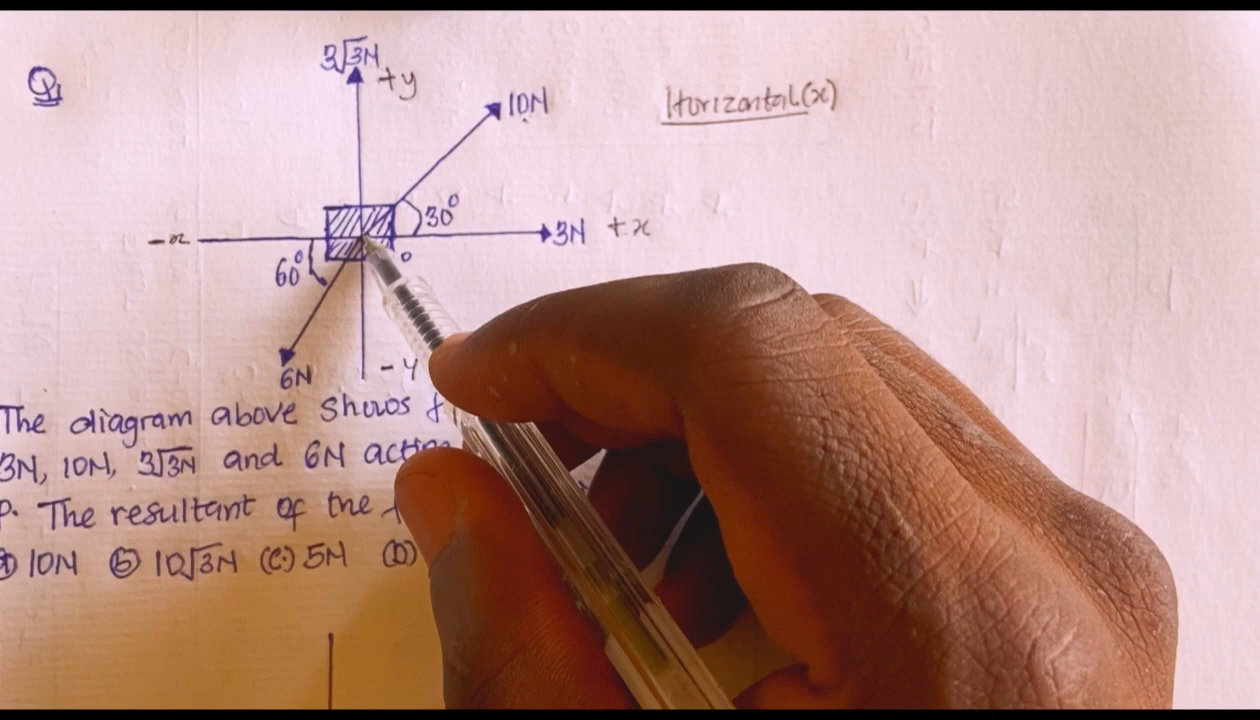 Q1
3√3N
+y
10N
Horizontal(x)
30°
-x
3N +x
60°
6N
-y
The diagram above shows
3N, 10N, 3√3N and 6N
P. The resultant of the
10N (b) 10√3N (c) 5N (D)